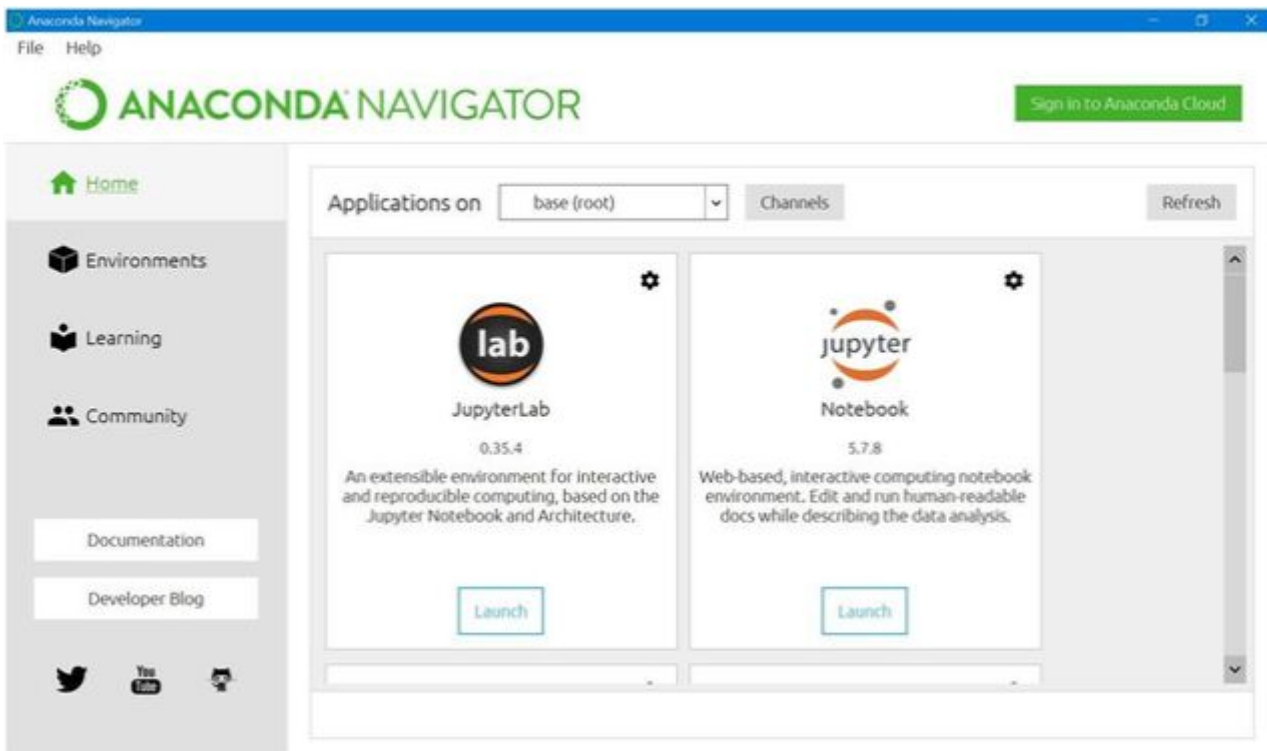 Anaconda Navigator
File Help
ANACONDA NAVIGATOR
Sign in to Anaconda Cloud
Home
Environments
Learning
Community
Documentation
Developer Blog
You
Tube
Applications on base (root) Channels Refresh
lab
JupyterLab
0.35.4
An extensible environment for interactive
and reproducible computing, based on the
Jupyter Notebook and Architecture.
Launch
jupyter
Notebook
5.7.8
Web-based, interactive computing notebook
environment. Edit and run human-readable
docs while describing the data analysis.
Launch